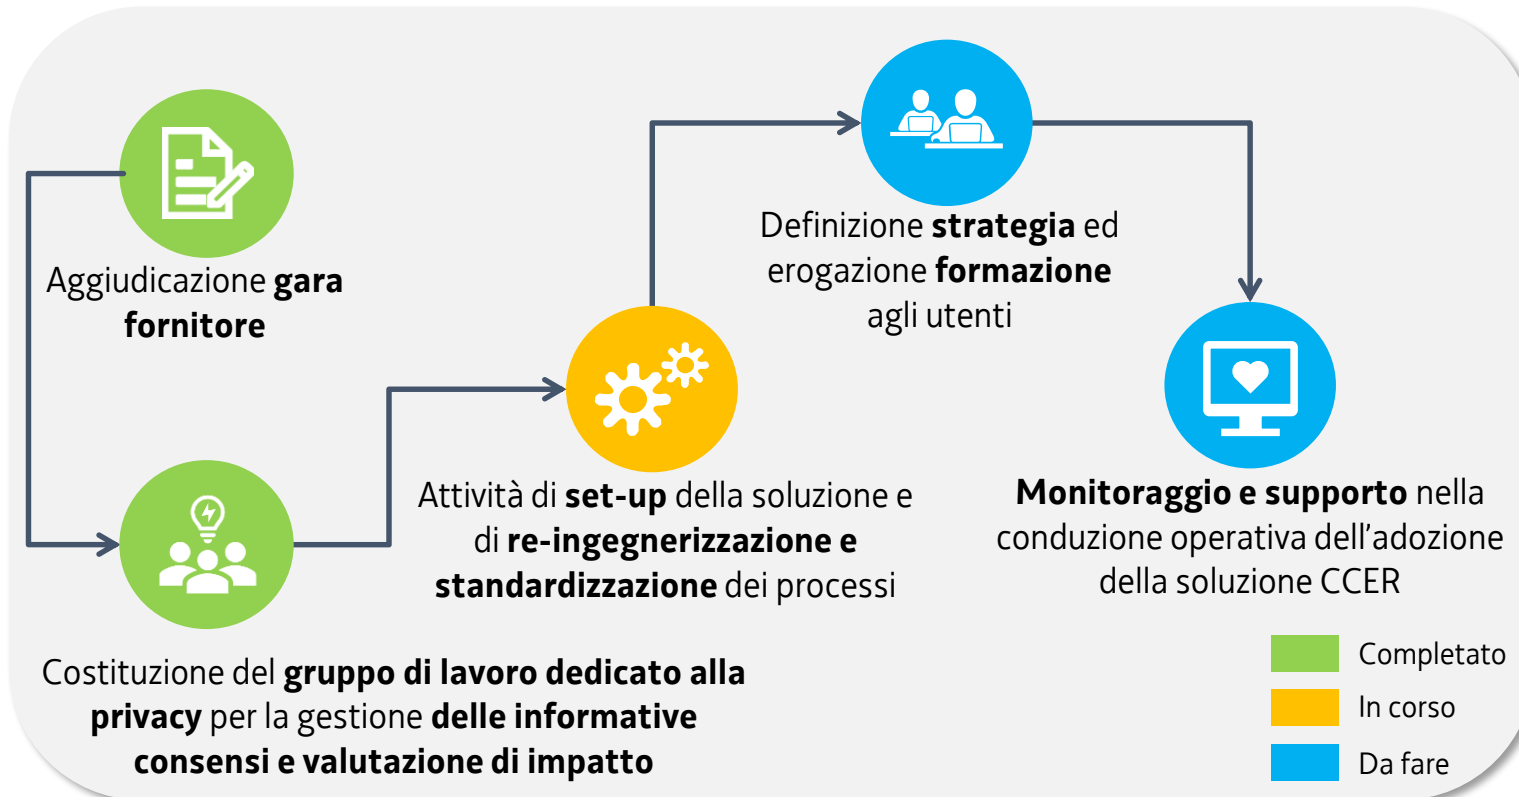 Aggiudicazione gara
fornitore
Costituzione del gruppo di lavoro dedicato alla
privacy per la gestione delle informative
consensi e valutazione di impatto
Attività di set-up della soluzione e
di re-ingegnerizzazione e
standardizzazione dei processi
Definizione strategia ed
erogazione formazione
agli utenti
Monitoraggio e supporto nella
conduzione operativa dell’adozione
della soluzione CCER
Completato
In corso
Da fare